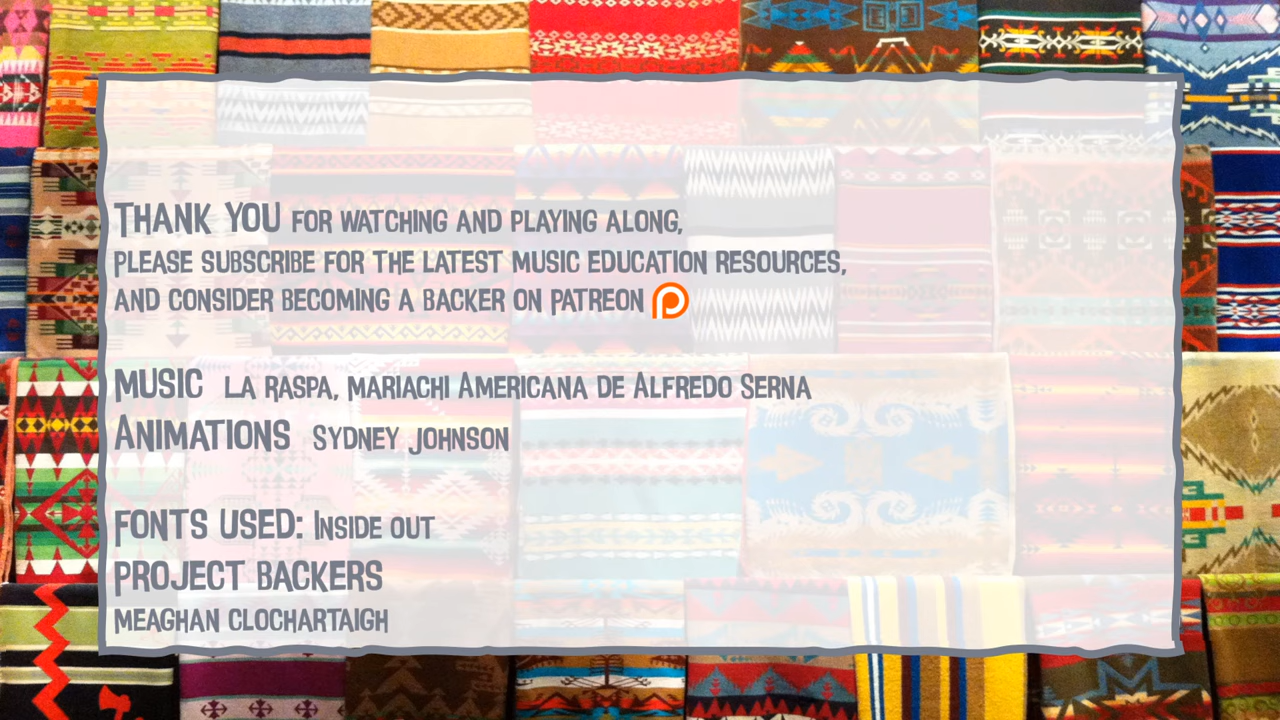 THANK YOU FOR WATCHING AND PLAYING ALONG,
PLEASE SUBSCRIBE FOR THE LATEST MUSIC EDUCATION RESOURCES,
AND CONSIDER BECOMING A BACKER ON PATREON
MUSIC LA RASPA, MARIACHI AMERICANA DE ALFREDO SERNA
ANIMATIONS SYDNEY JOHNSON
FONTS USED: INSIDE OUT
PROJECT BACKERS
MEAGHAN CLOCHARTAIGH